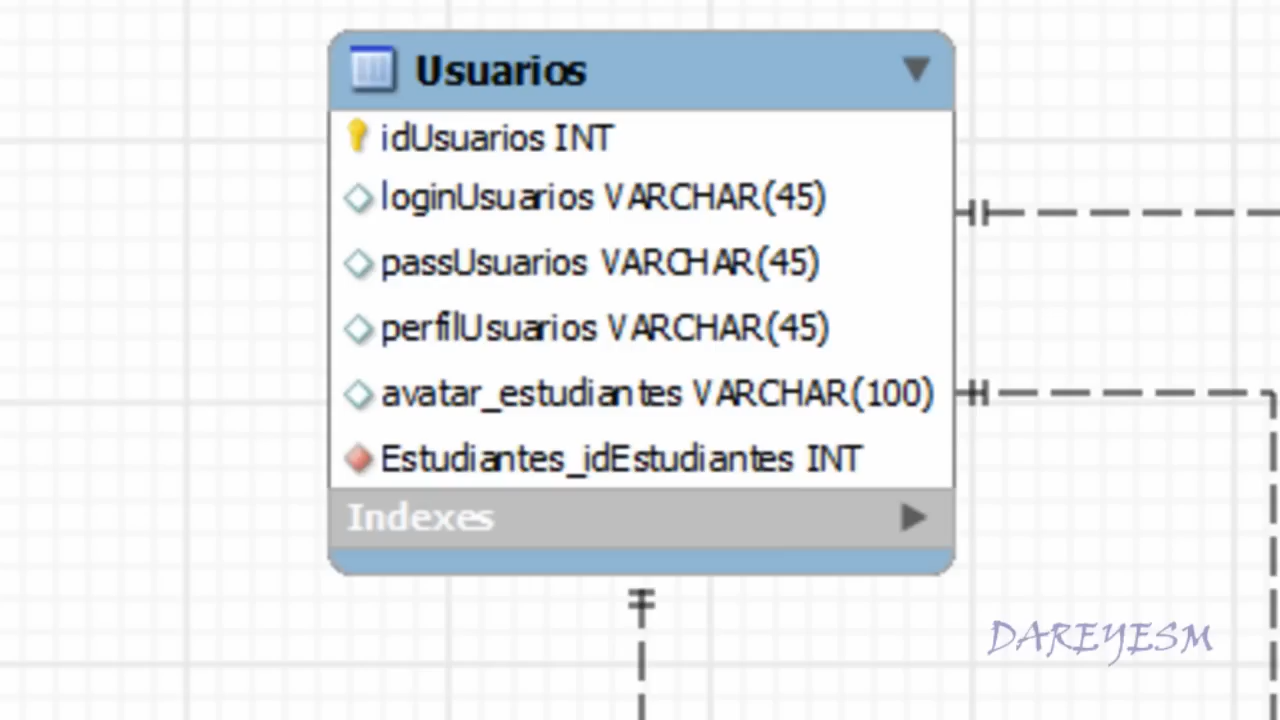 Usuarios
idUsuarios INT
loginUsuarios VARCHAR(45)
passUsuarios VARCHAR(45)
perfilUsuarios VARCHAR(45)
avatar_estudiantes VARCHAR(100)
Estudiantes_idEstudiantes INT
Indexes
DAREYESM